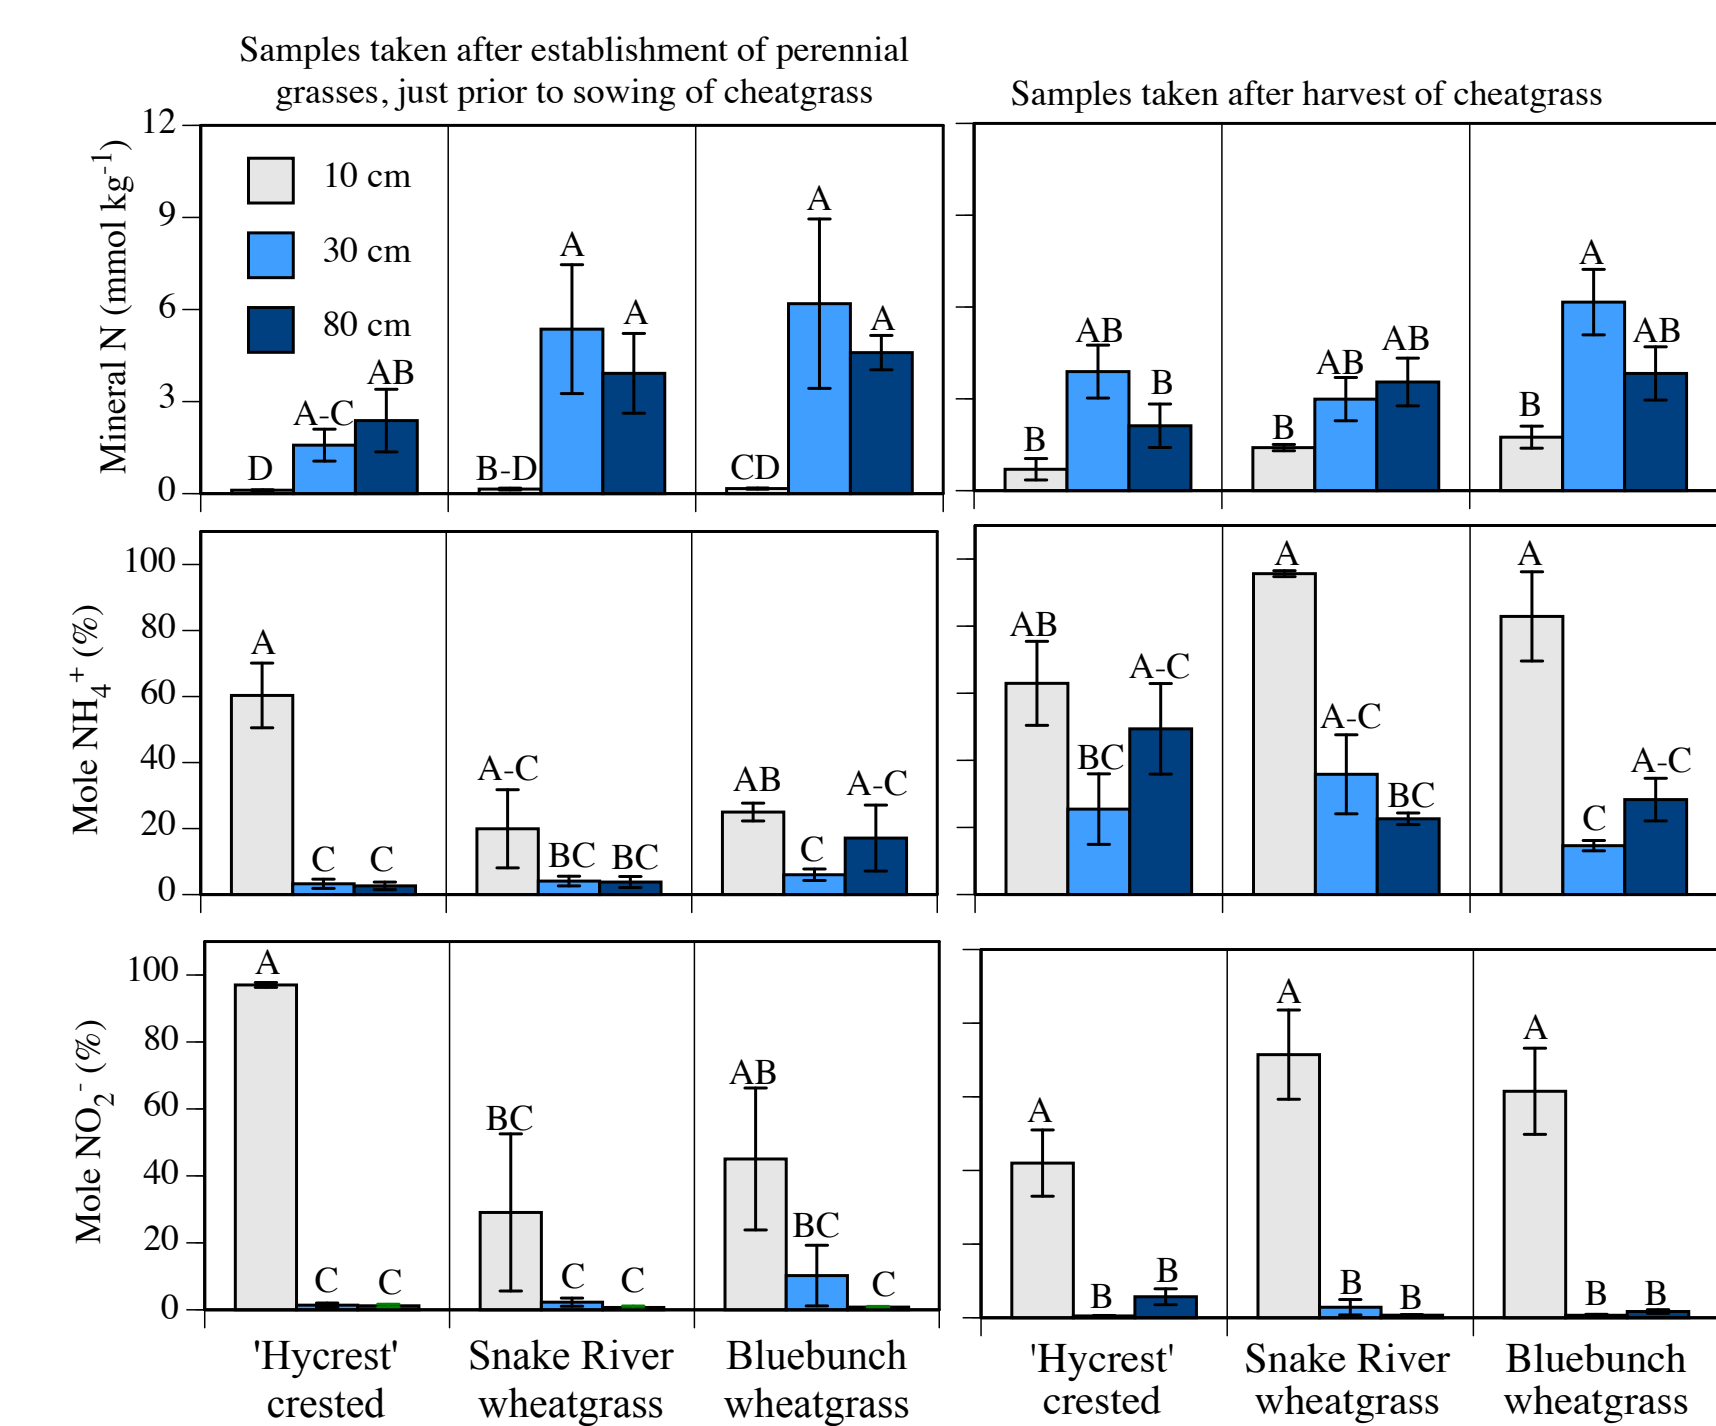 Samples taken after establishment of perennial
grasses, just prior to sowing of cheatgrass
Samples taken after harvest of cheatgrass
Mineral N (mmol kg⁻¹)
12
9
6
3
0
10 cm
30 cm
80 cm
D
A-C
AB
B-D
A
A
CD
A
A
B
AB
B
B
AB
AB
B
A
AB
Mole NH₄⁺ (%)
100
80
60
40
20
0
A
C
C
A-C
BC
BC
AB
C
A-C
AB
BC
A-C
A
A-C
BC
A
C
A-C
Mole NO₂⁻ (%)
100
80
60
40
20
0
A
C
C
BC
C
C
AB
BC
C
A
B
B
A
B
B
A
B
B
'Hycrest'
crested
Snake River
wheatgrass
Bluebunch
wheatgrass
'Hycrest'
crested
Snake River
wheatgrass
Bluebunch
wheatgrass